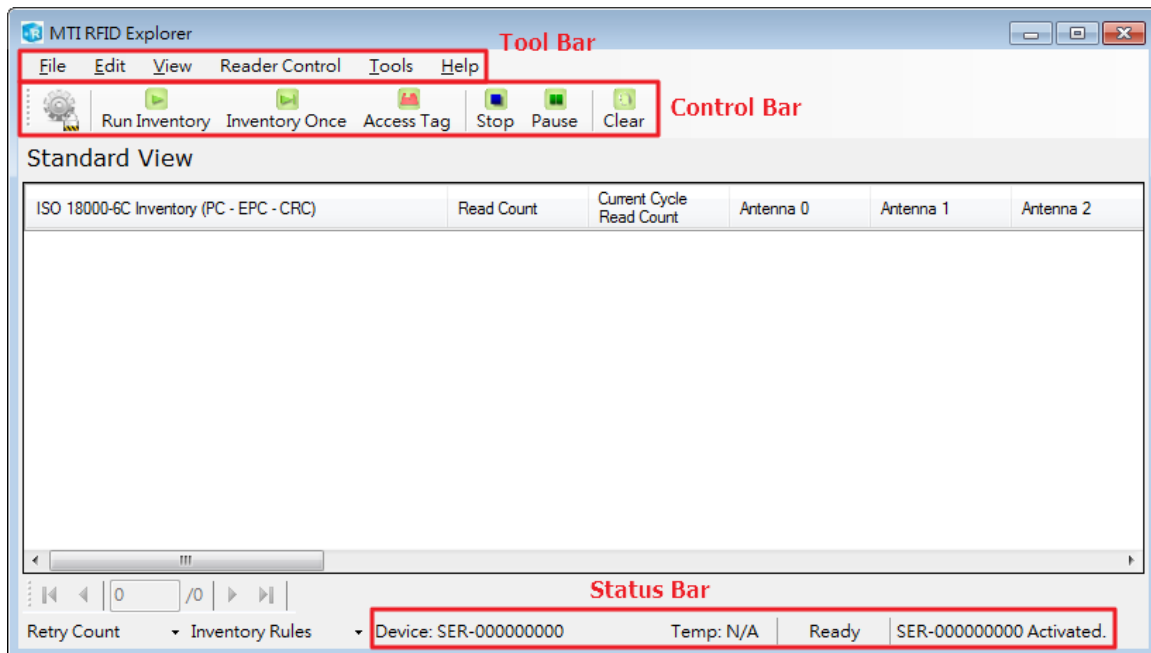 MTI RFID Explorer
Tool Bar
File Edit View Reader Control Tools Help
Run Inventory Inventory Once Access Tag Stop Pause Clear
Control Bar
Standard View
ISO 18000-6C Inventory (PC - EPC - CRC) Read Count Current Cycle Read Count Antenna 0 Antenna 1 Antenna 2
0 /0
Status Bar
Retry Count Inventory Rules Device: SER-000000000 Temp: N/A Ready SER-000000000 Activated.